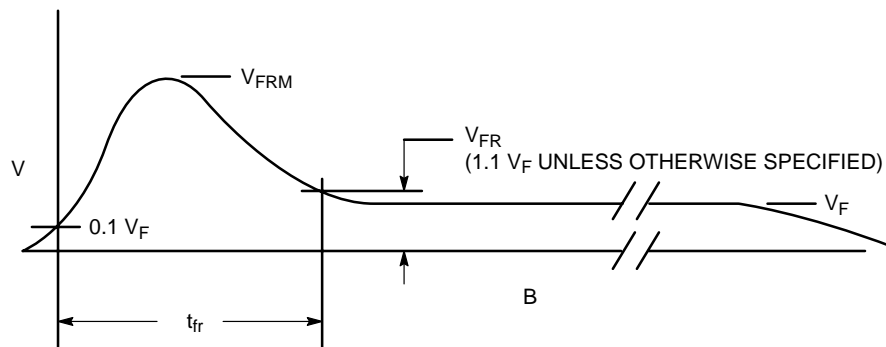 V_FRM
V_FR
(1.1 V_F UNLESS OTHERWISE SPECIFIED)
V
V_F
0.1 V_F
B
t_fr